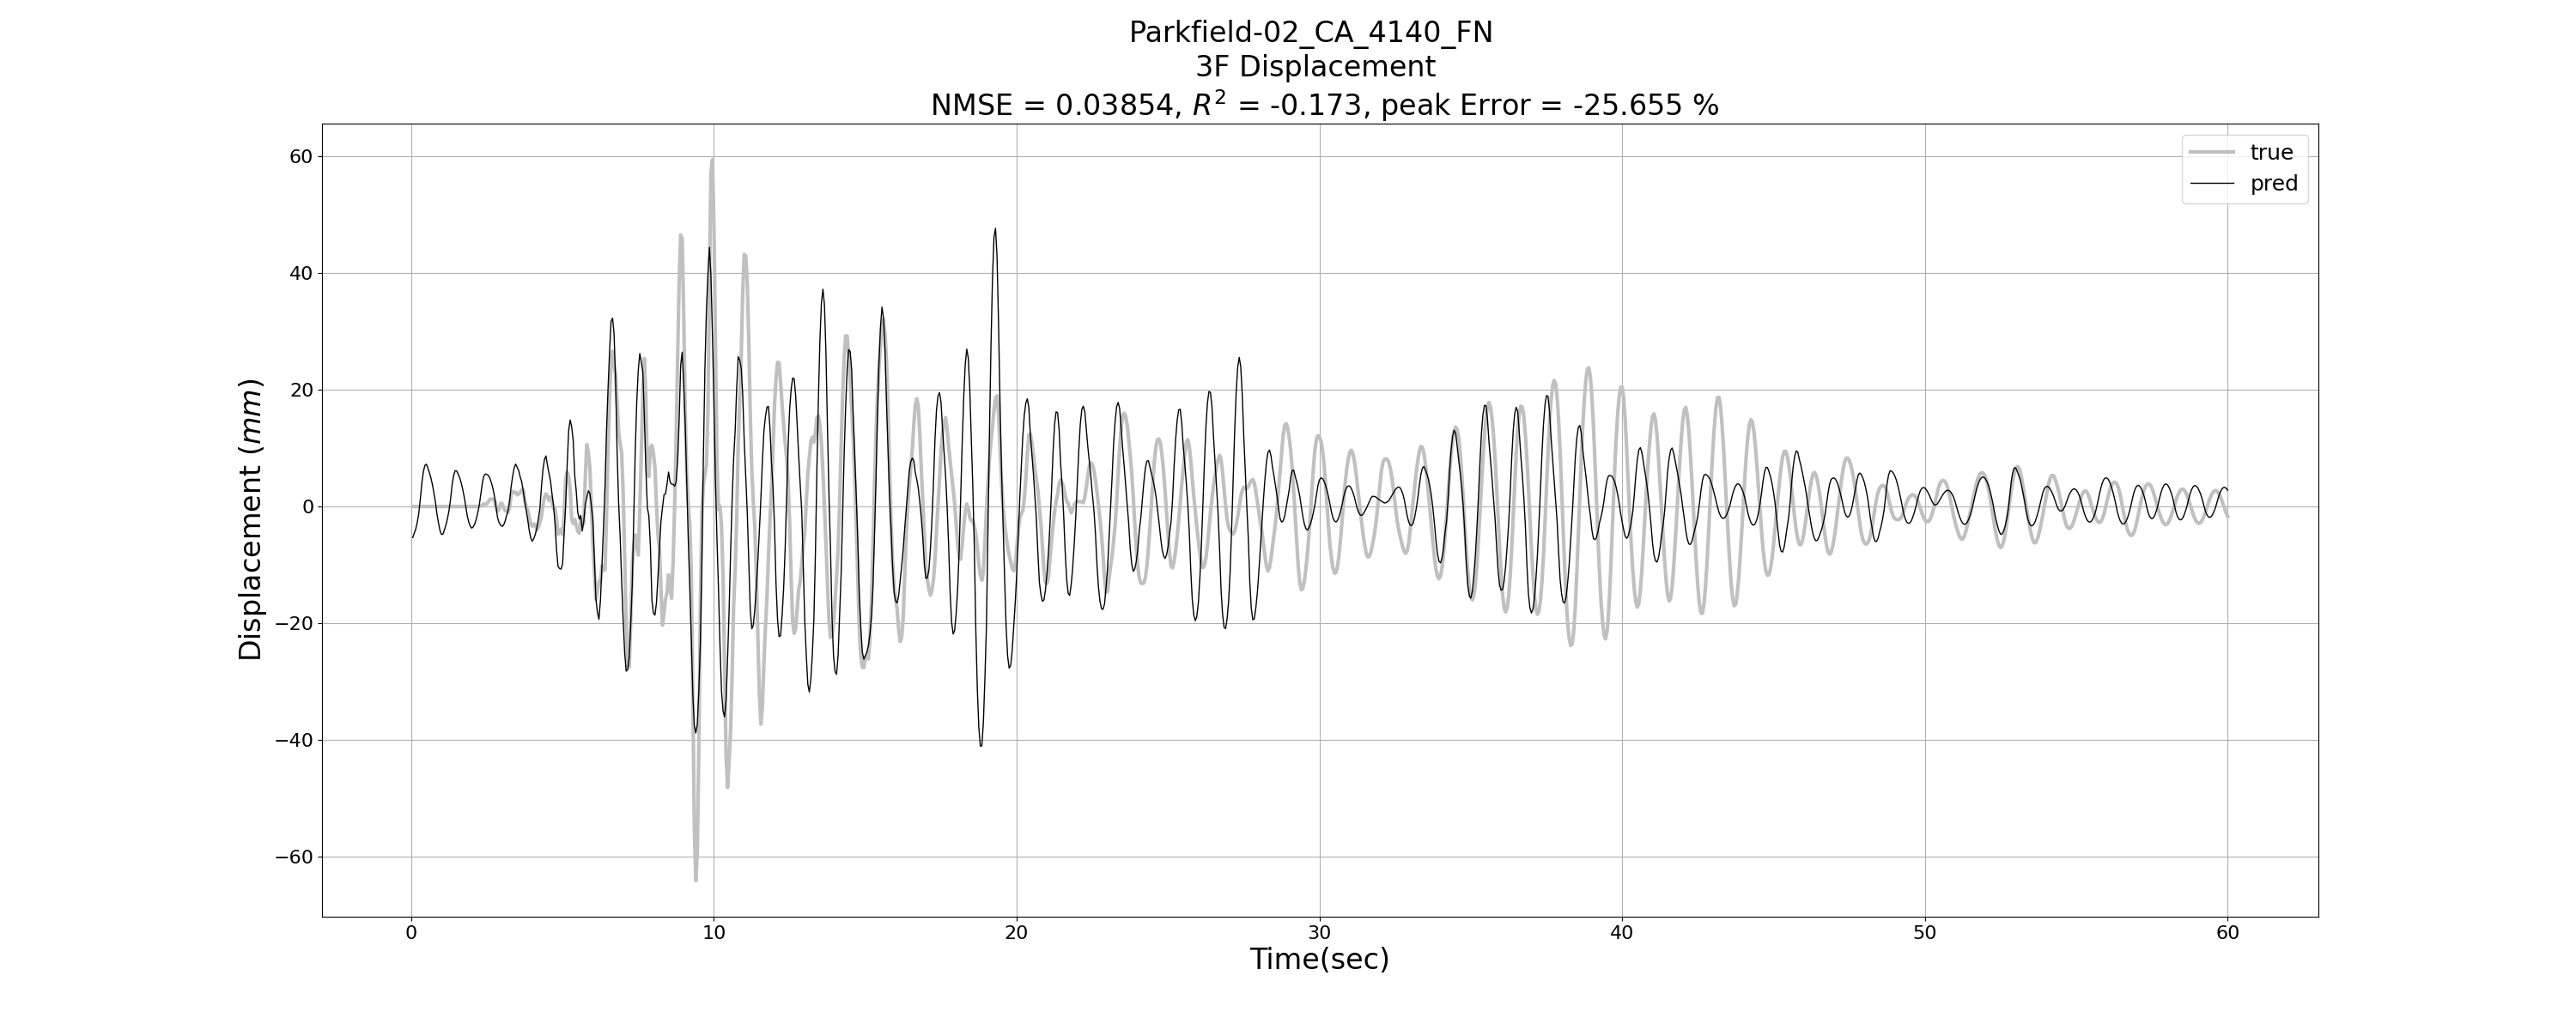 Parkfield-02_CA_4140_FN
3F Displacement
NMSE = 0.03854, R² = -0.173, peak Error = -25.655 %
true
pred
Displacement (mm)
60
40
20
0
−20
−40
−60
0 10 20 30 40 50 60
Time(sec)